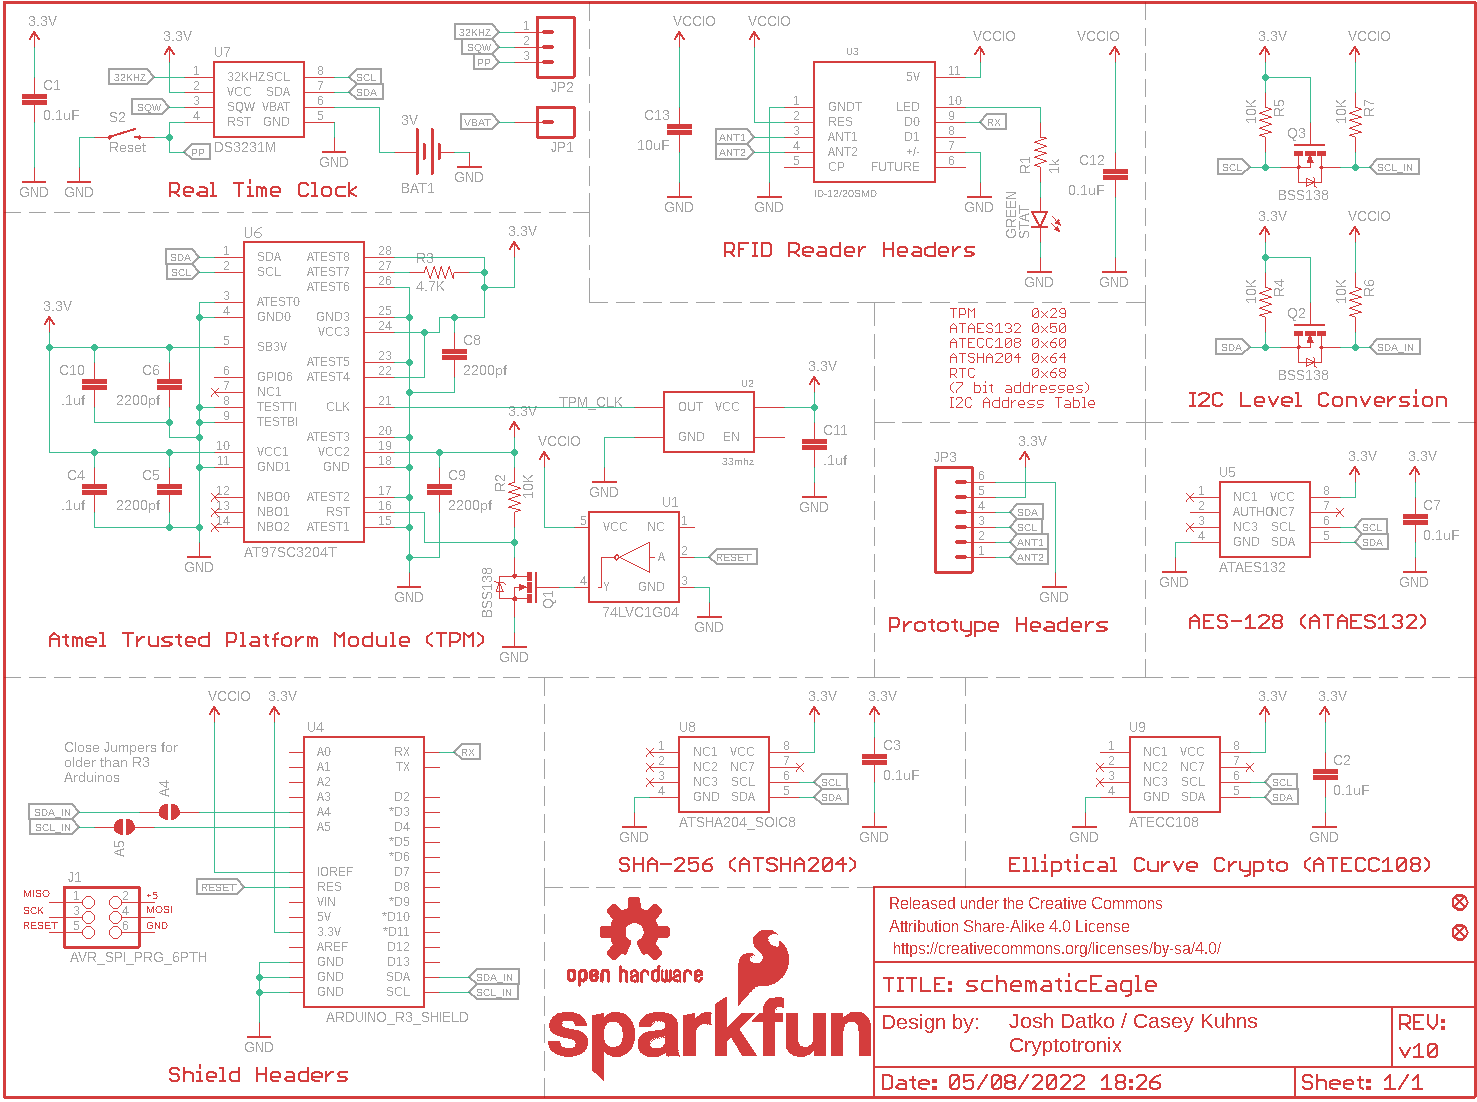 3.3V
C1
0.1uF
GND
3.3V
U7
32KHZ
SQW
S2
Reset
PP
GND
1
2
3
4
32KHZ SCL
VCC SDA
SQW VBAT
RST GND
8
7
6
5
SCL
SDA
DS3231M
GND
3V
BAT1
GND
32KHZ
SQW
PP
1
2
3
JP2
VBAT
1
JP1
Real Time Clock
VCCIO
C13
10uF
GND
VCCIO
U3
ANT1
ANT2
1
2
3
4
5
GNDT
RES
ANT1
ANT2
CP
5V
LED
D0
D1
+/-
FUTURE
11
10
9
8
7
6
ID-12/20SMD
GND
VCCIO
RX
R1
1k
GREEN
STAT
GND
GND
VCCIO
C12
0.1uF
GND
RFID Reader Headers
3.3V
VCCIO
10K
R5
10K
R7
Q3
SCL
SCL_IN
BSS138
3.3V
VCCIO
10K
R4
10K
R6
Q2
SDA
SDA_IN
BSS138
I2C Level Conversion
TPM 0x29
ATAES132 0x50
ATECC108 0x60
ATSHA204 0x64
RTC 0x68
(7 bit addresses)
I2C Address Table
U6
SDA
SCL
3.3V
C10
.1uf
C6
2200pf
C4
.1uf
C5
2200pf
1
2
3
4
5
6
7
8
9
10
11
12
13
14
SDA
SCL
ATEST0
GND0
SB3V
GPIO6
NC1
TESTTI
TESTBI
VCC1
GND1
NBO0
NBO1
NBO2
ATEST8
ATEST7
ATEST6
GND3
VCC3
ATEST5
ATEST4
CLK
ATEST3
VCC2
GND
ATEST2
RST
ATEST1
28
27
26
25
24
23
22
21
20
19
18
17
16
15
AT97SC3204T
GND
R3
4.7K
3.3V
C8
2200pf
TPM_CLK
U2
OUT VCC
GND EN
33mhz
GND
3.3V
C11
.1uf
GND
3.3V
VCCIO
C9
2200pf
R2
10K
GND
BSS138
Q1
GND
U1
5
4
VCC NC
A
Y GND
1
2
3
RESET
74LVC1G04
GND
Atmel Trusted Platform Module (TPM)
3.3V
JP3
6
5
4
3
2
1
SDA
SCL
ANT1
ANT2
GND
Prototype Headers
3.3V
3.3V
U5
1
2
3
4
NC1 VCC
AUTHO NC7
NC3 SCL
GND SDA
8
7
6
5
SCL
SDA
ATAES132
GND
C7
0.1uF
GND
AES-128 (ATAES132)
VCCIO
3.3V
U4
Close Jumpers for
older than R3
Arduinos
A4
SDA_IN
SCL_IN
A5
RESET
A0
A1
A2
A3
A4
A5
IOREF
RES
VIN
5V
3.3V
AREF
GND
GND
GND
RX
TX
D2
*D3
D4
*D5
*D6
D7
D8
*D9
*D10
*D11
D12
D13
SDA
SCL
RX
SDA_IN
SCL_IN
ARDUINO_R3_SHIELD
GND
J1
MISO
SCK
RESET
1
3
5
2
4
6
+5
MOSI
GND
AVR_SPI_PRG_6PTH
Shield Headers
3.3V
3.3V
U8
1
2
3
4
NC1 VCC
NC2 NC7
NC3 SCL
GND SDA
8
7
6
5
SCL
SDA
ATSHA204_SOIC8
GND
C3
0.1uF
GND
SHA-256 (ATSHA204)
3.3V
3.3V
U9
1
2
3
4
NC1 VCC
NC2 NC7
NC3 SCL
GND SDA
8
7
6
5
SCL
SDA
ATECC108
GND
C2
0.1uF
GND
Elliptical Curve Crypto (ATECC108)
open hardware
sparkfun
Released under the Creative Commons
Attribution Share-Alike 4.0 License
https://creativecommons.org/licenses/by-sa/4.0/
TITLE: schematicEagle
Design by: Josh Datko / Casey Kuhns
Cryptotronix
REV:
v10
Date: 05/08/2022 18:26
Sheet: 1/1